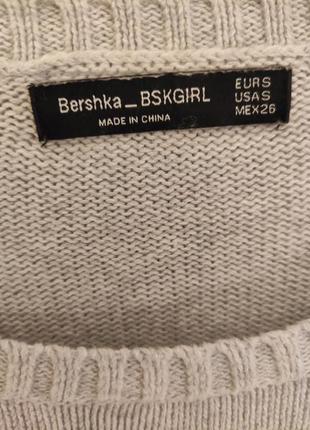 Bershka_BSKGIRL
MADE IN CHINA
EUR S
USA S
MEX 26